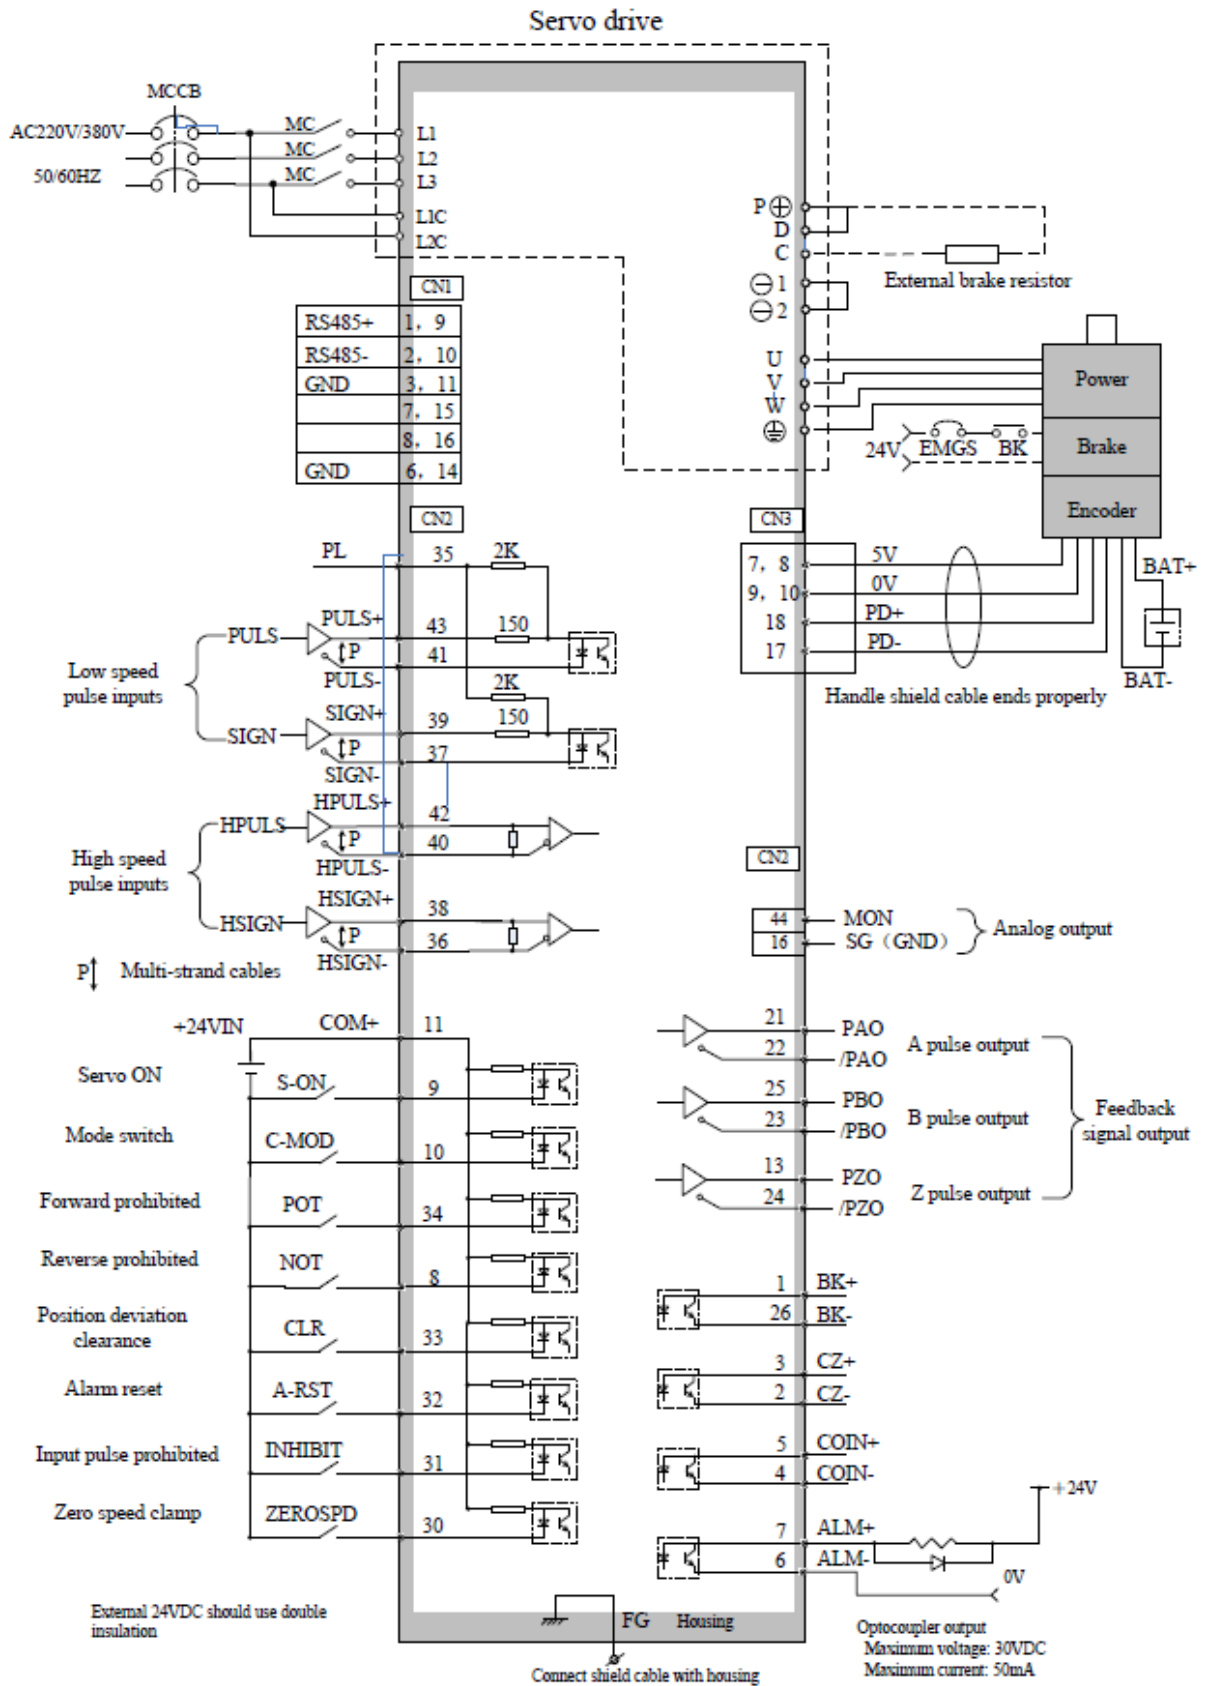 Servo drive
MCCB
AC220V/380V
50/60HZ
MC
MC
MC
L1
L2
L3
L1C
L2C
P⊕
D
C
⊖1
⊖2
External brake resistor
U
V
W
Power
Brake
Encoder
24V
EMGS
BK
CN1
RS485+ 1, 9
RS485- 2, 10
GND 3, 11
7, 15
8, 16
GND 6, 14
CN2
PL 35 2K
PULS PULS+ 43 150
P 41
PULS-
2K
Low speed
pulse inputs
SIGN SIGN+ 39 150
P 37
SIGN-
HPULS HPULS+ 42
P 40
HPULS-
High speed
pulse inputs
HSIGN HSIGN+ 38
P 36
HSIGN-
P Multi-strand cables
CN3
7, 8 5V
9, 10 0V
18 PD+
17 PD-
BAT+
BAT-
Handle shield cable ends properly
CN2
44 MON
16 SG（GND）
Analog output
+24VIN COM+ 11
Servo ON S-ON 9
Mode switch C-MOD 10
Forward prohibited POT 34
Reverse prohibited NOT 8
Position deviation
clearance
CLR 33
Alarm reset A-RST 32
Input pulse prohibited INHIBIT 31
Zero speed clamp ZEROSPD 30
21 PAO
22 /PAO
A pulse output
25 PBO
23 /PBO
B pulse output
13 PZO
24 /PZO
Z pulse output
Feedback
signal output
1 BK+
26 BK-
3 CZ+
2 CZ-
5 COIN+
4 COIN-
7 ALM+
6 ALM-
+24V
0V
External 24VDC should use double
insulation
FG Housing
Connect shield cable with housing
Optocoupler output
Maximum voltage: 30VDC
Maximum current: 50mA